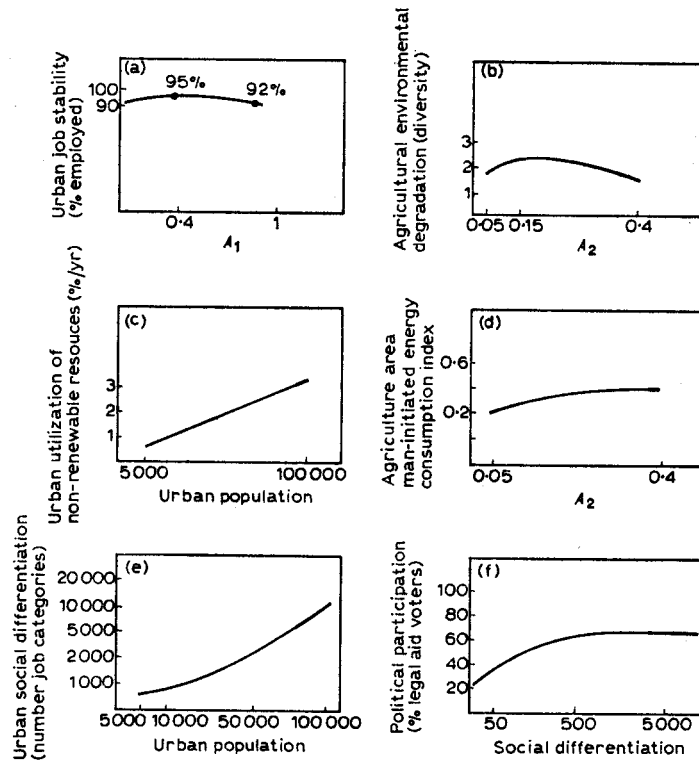 (a)
Urban job stability
(% employed)
100
90
95%
92%
0·4
1
A1
(b)
Agricultural environmental
degradation (diversity)
3
2
1
0·05
0·15
0·4
A2
(c)
Urban utilization of
non-renewable resouces (%/yr)
3
2
1
5000
100 000
Urban population
(d)
Agriculture area
man-initiated energy
consumption index
0·6
0·2
0·05
0·4
A2
(e)
Urban social differentiation
(number job categories)
20 000
10 000
5000
2000
1000
5000
10 000
50 000
100 000
Urban population
(f)
Political participation
(% legal aid voters)
100
80
60
40
20
50
500
5000
Social differentiation